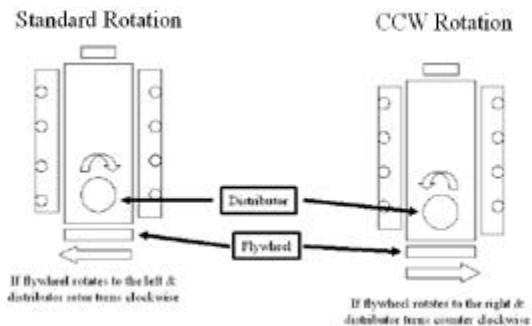 Standard Rotation
CCW Rotation
Distributor
Flywheel
If flywheel rotates to the left &
distributor rotor turns clockwise
If flywheel rotates to the right &
distributor turns counter clockwise